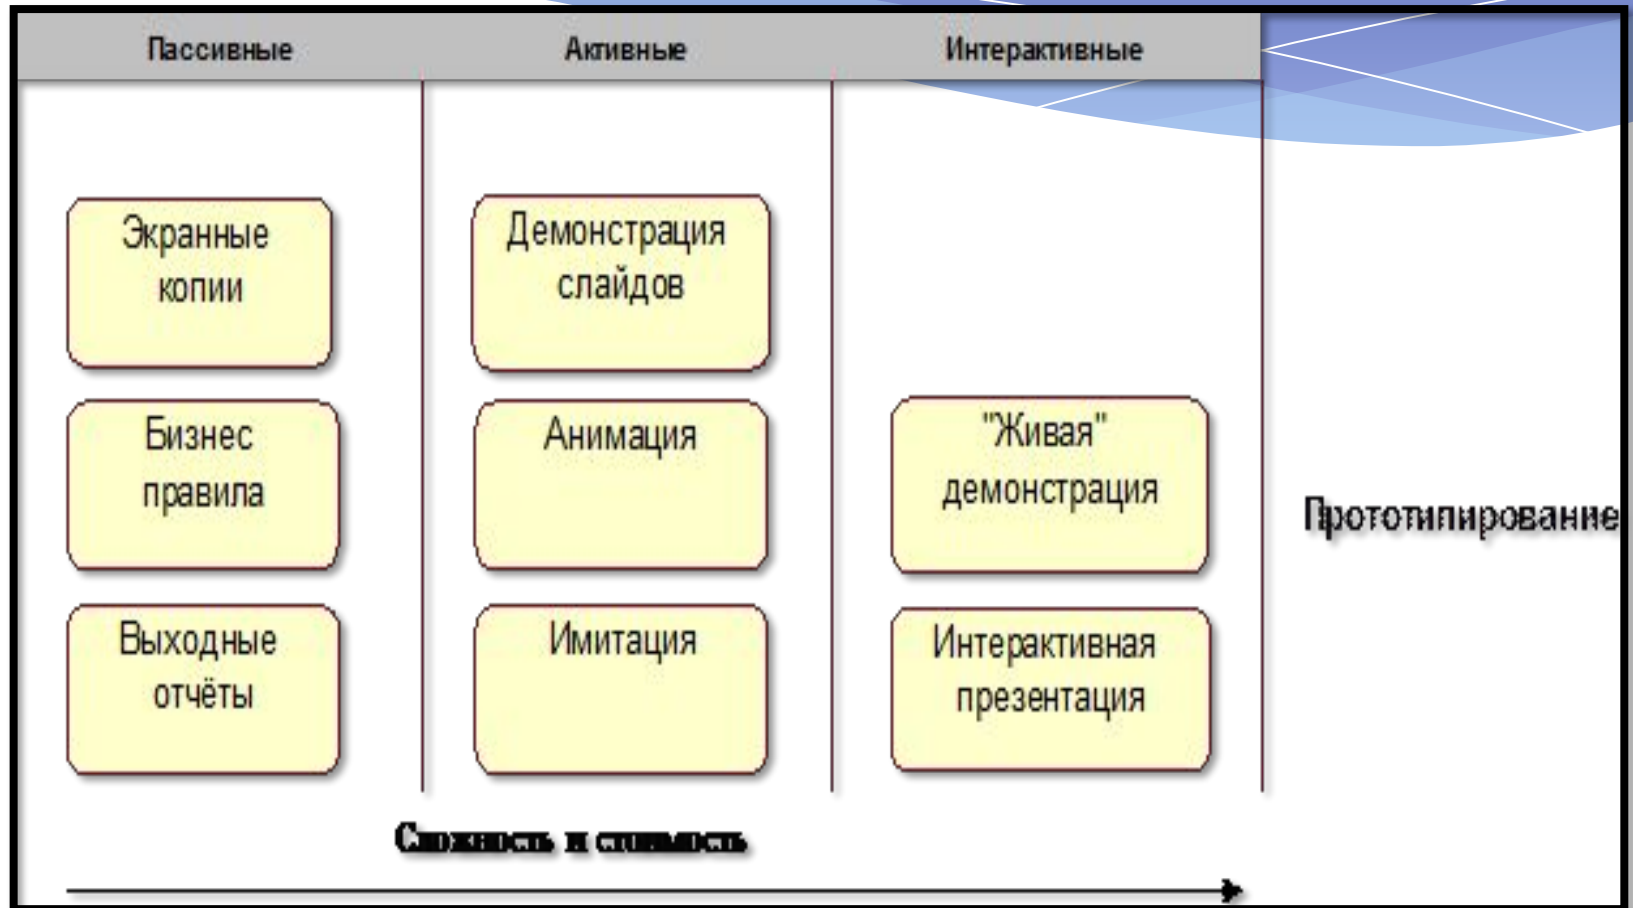 Пассивные
Активные
Интерактивные
Экранные
копии
Бизнес
правила
Выходные
отчёты
Демонстрация
слайдов
Анимация
Имитация
"Живая"
демонстрация
Интерактивная
презентация
Прототипирование
Сложность и стоимость